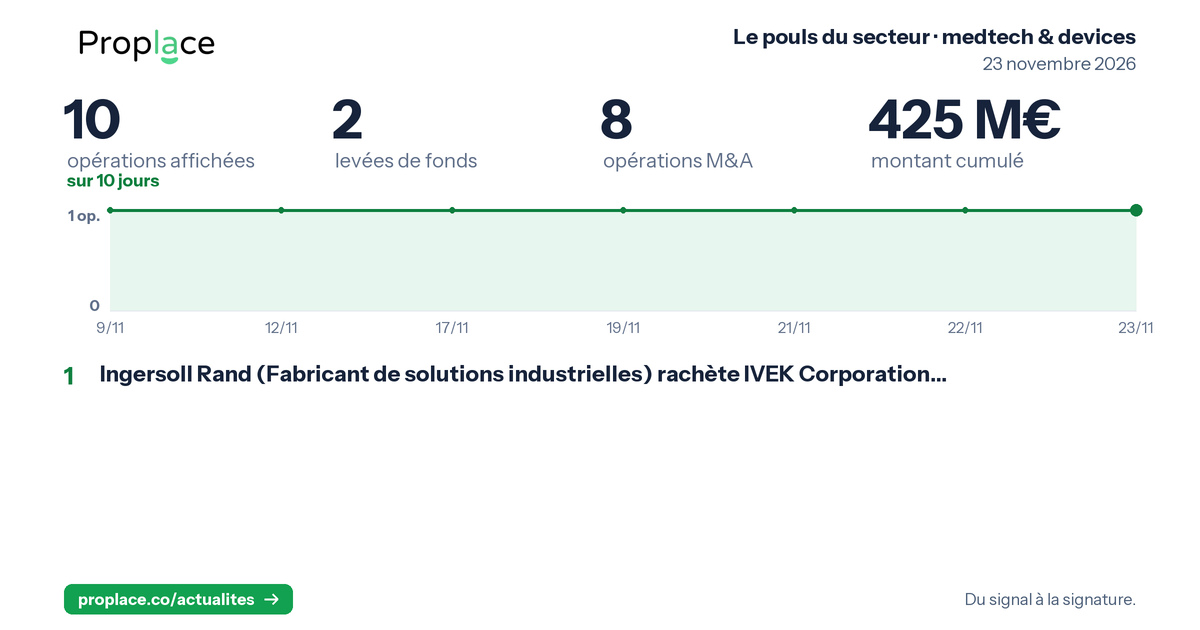 Proplace
Le pouls du secteur · medtech & devices
23 novembre 2026
10
opérations affichées
sur 10 jours
2
levées de fonds
8
opérations M&A
425 M€
montant cumulé
1 op.
0
9/11
12/11
17/11
19/11
21/11
22/11
23/11
1 Ingersoll Rand (Fabricant de solutions industrielles) rachète IVEK Corporation...
proplace.co/actualites →
Du signal à la signature.